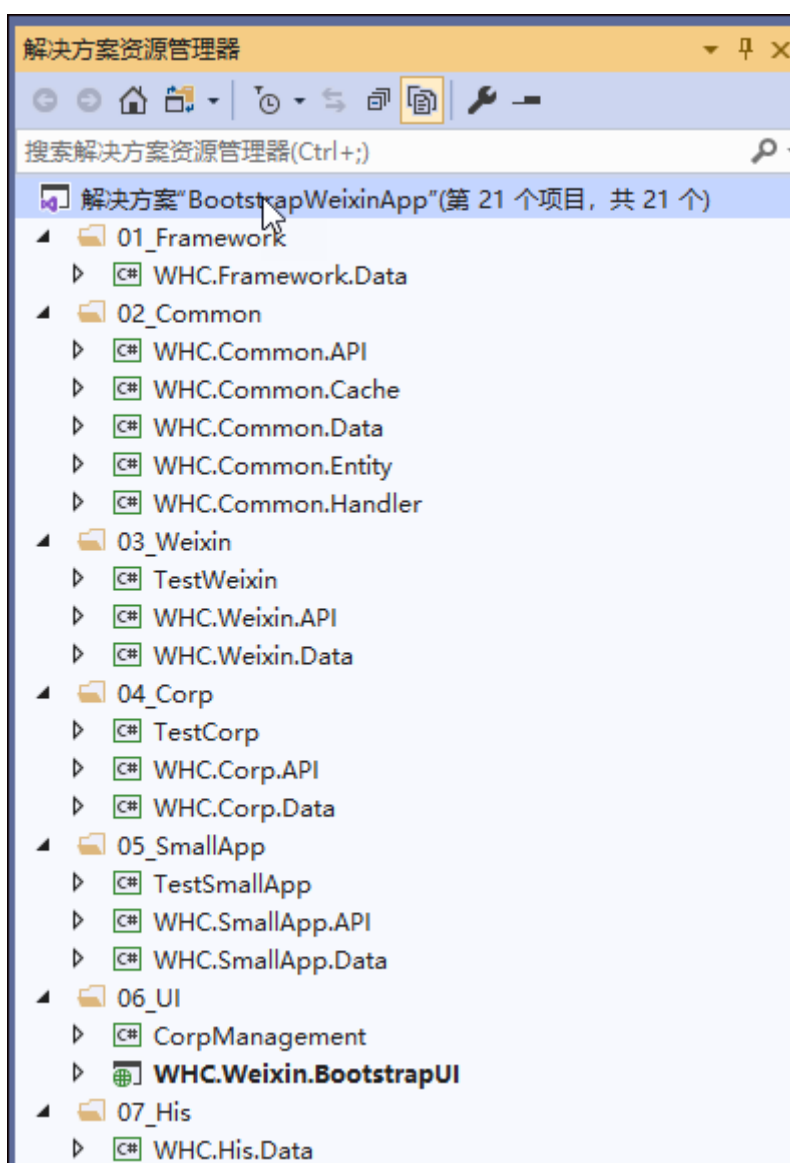 解决方案资源管理器
搜索解决方案资源管理器(Ctrl+;)
解决方案“BootstrapWeixinApp”(第 21 个项目，共 21 个)
01_Framework
C# WHC.Framework.Data
02_Common
C# WHC.Common.API
C# WHC.Common.Cache
C# WHC.Common.Data
C# WHC.Common.Entity
C# WHC.Common.Handler
03_Weixin
C# TestWeixin
C# WHC.Weixin.API
C# WHC.Weixin.Data
04_Corp
C# TestCorp
C# WHC.Corp.API
C# WHC.Corp.Data
05_SmallApp
C# TestSmallApp
C# WHC.SmallApp.API
C# WHC.SmallApp.Data
06_UI
C# CorpManagement
WHC.Weixin.BootstrapUI
07_His
C# WHC.His.Data